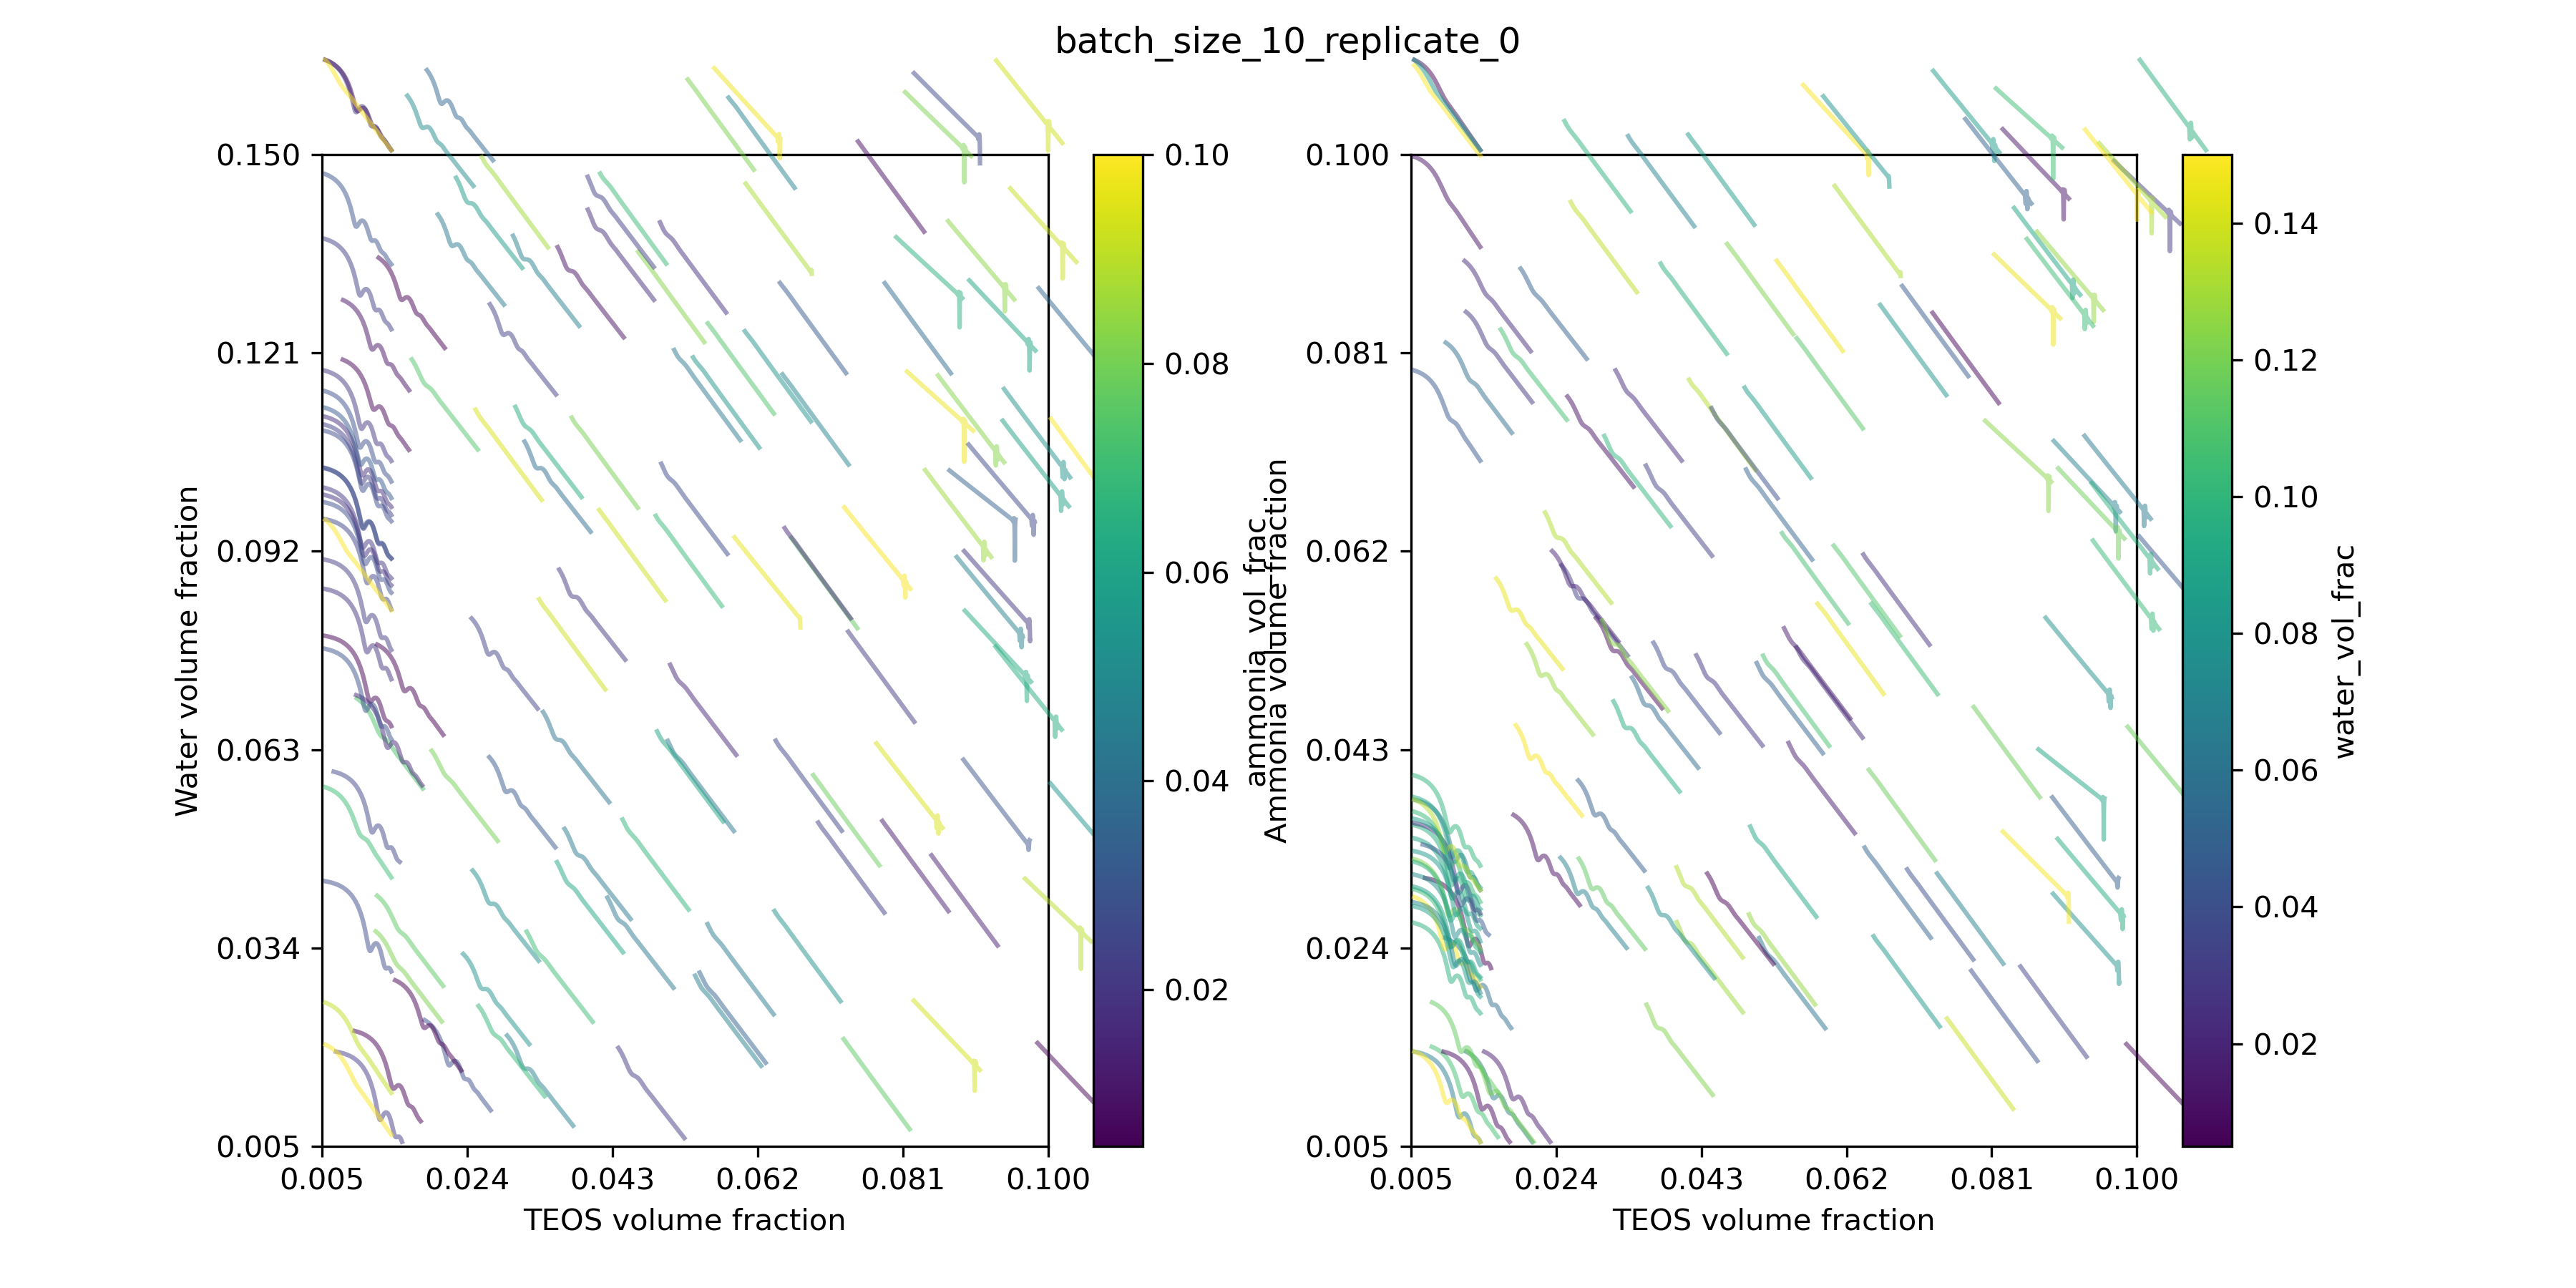 batch_size_10_replicate_0
0.150
0.121
0.092
0.063
0.034
0.005
Water volume fraction
0.005 0.024 0.043 0.062 0.081 0.100
TEOS volume fraction
0.10
0.08
0.06
0.04
0.02
ammonia_vol_frac
Ammonia volume fraction
0.100
0.081
0.062
0.043
0.024
0.005
0.005 0.024 0.043 0.062 0.081 0.100
TEOS volume fraction
0.14
0.12
0.10
0.08
0.06
0.04
0.02
water_vol_frac